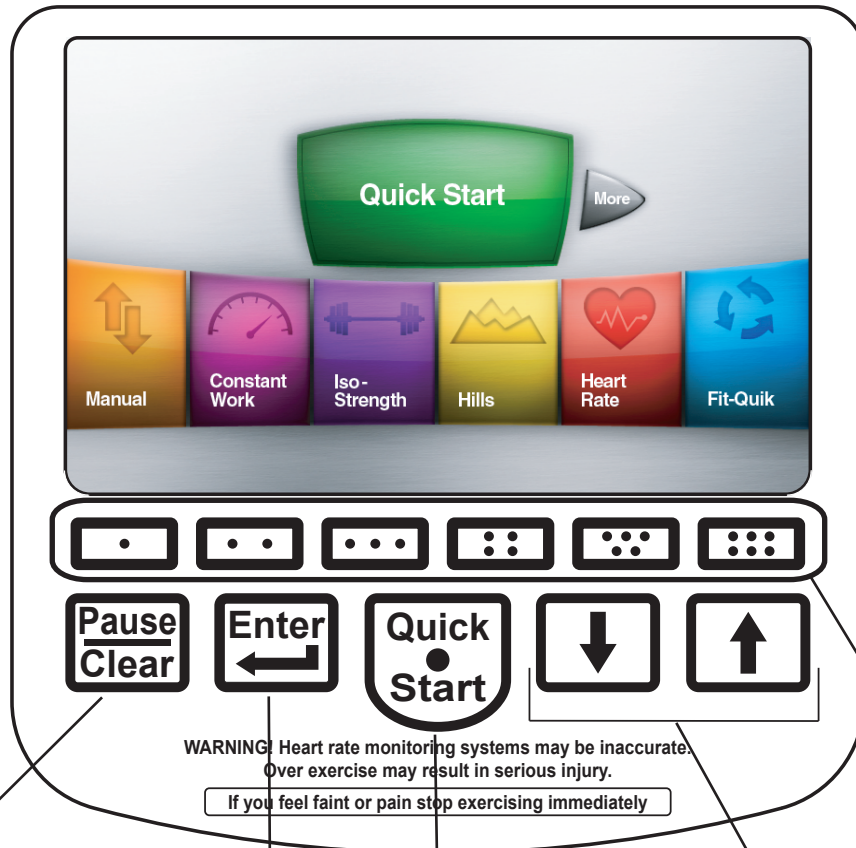 Quick Start
More
Manual
Constant
Work
Iso-
Strength
Hills
Heart
Rate
Fit-Quik
Pause
Clear
Enter
Quick
Start
WARNING! Heart rate monitoring systems may be inaccurate.
Over exercise may result in serious injury.
If you feel faint or pain stop exercising immediately